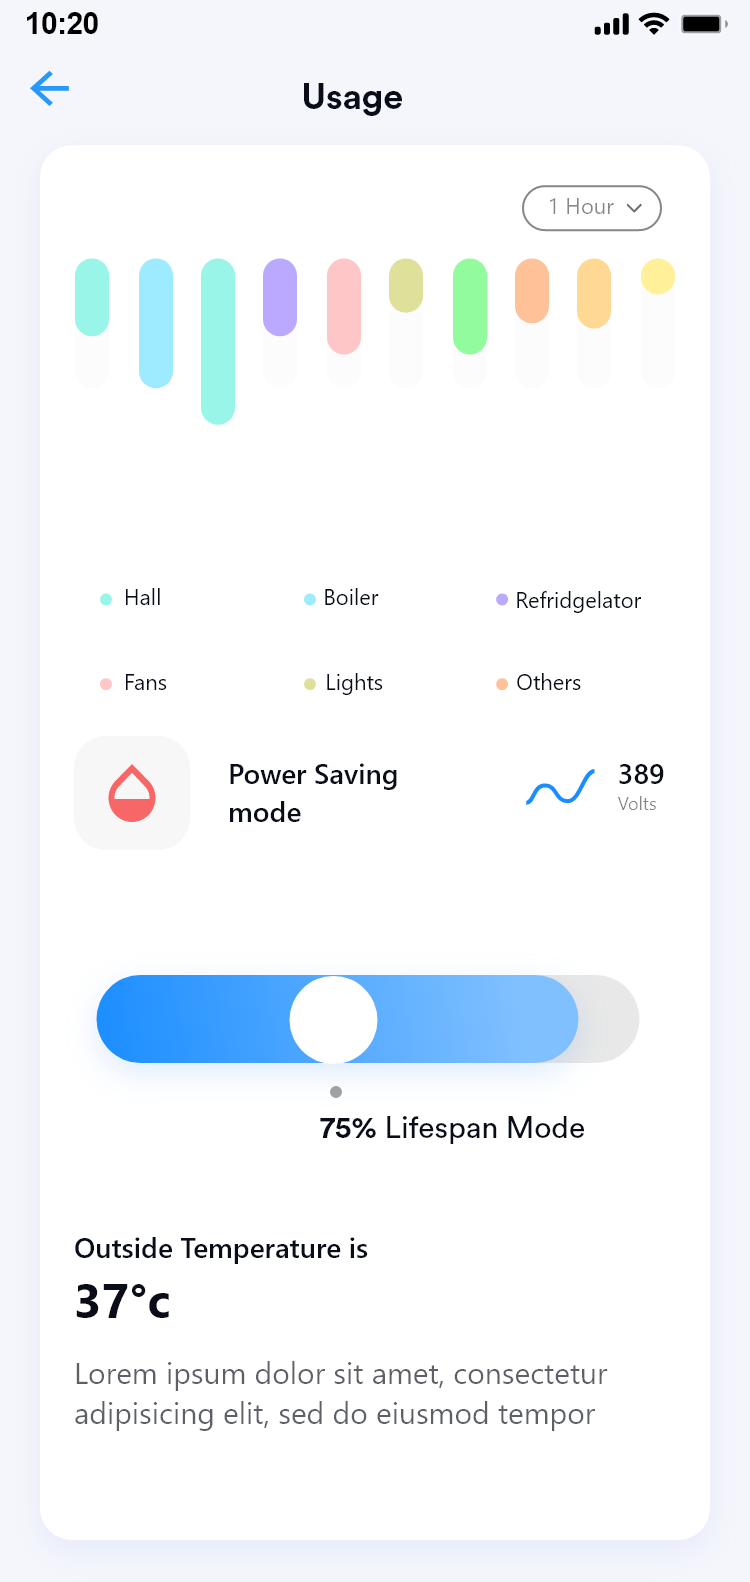 10:20
Usage
1 Hour
Hall
Boiler
Refridgelator
Fans
Lights
Others
Power Saving
mode
389
Volts
75% Lifespan Mode
Outside Temperature is
37°c
Lorem ipsum dolor sit amet, consectetur
adipisicing elit, sed do eiusmod tempor